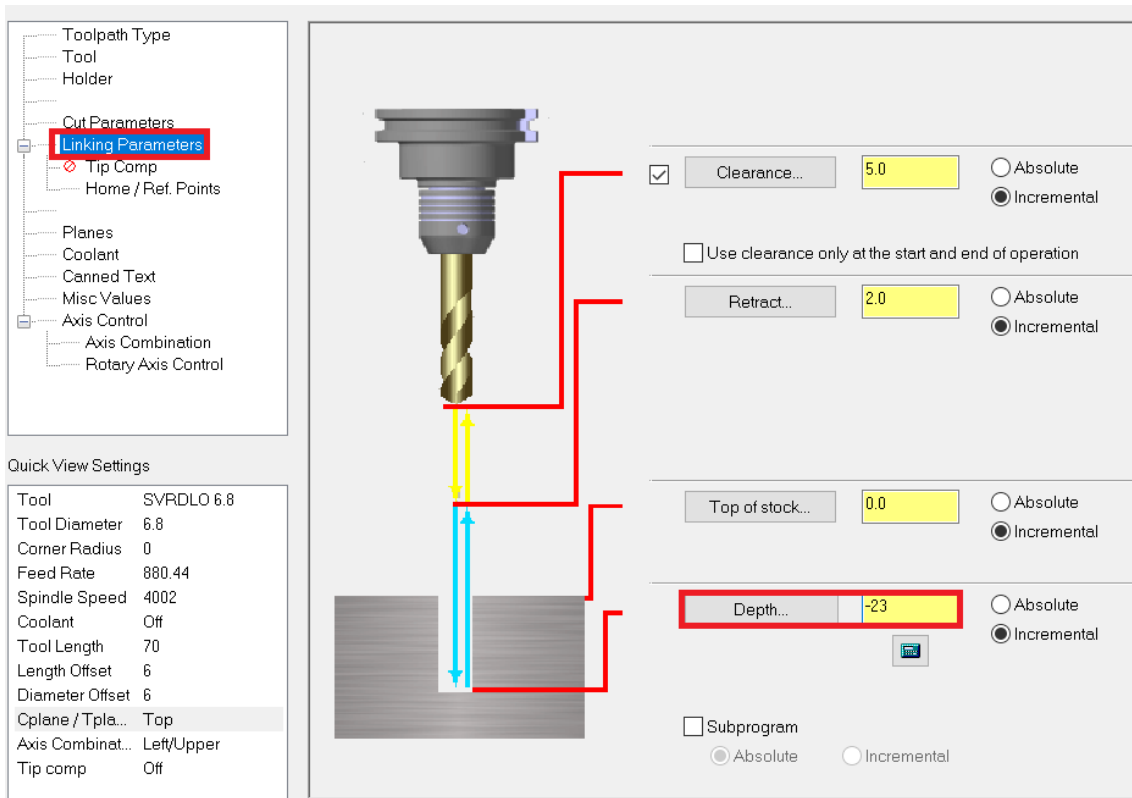 Toolpath Type
Tool
Holder
Cut Parameters
Linking Parameters
Tip Comp
Home / Ref. Points
Planes
Coolant
Canned Text
Misc Values
Axis Control
Axis Combination
Rotary Axis Control
Quick View Settings
Tool SVRDLO 6.8
Tool Diameter 6.8
Corner Radius 0
Feed Rate 880.44
Spindle Speed 4002
Coolant Off
Tool Length 70
Length Offset 6
Diameter Offset 6
Cplane / Tpla... Top
Axis Combinat... Left/Upper
Tip comp Off
Clearance... 5.0 Absolute
Incremental
Use clearance only at the start and end of operation
Retract... 2.0 Absolute
Incremental
Top of stock... 0.0 Absolute
Incremental
Depth... -23 Absolute
Incremental
Subprogram
Absolute Incremental